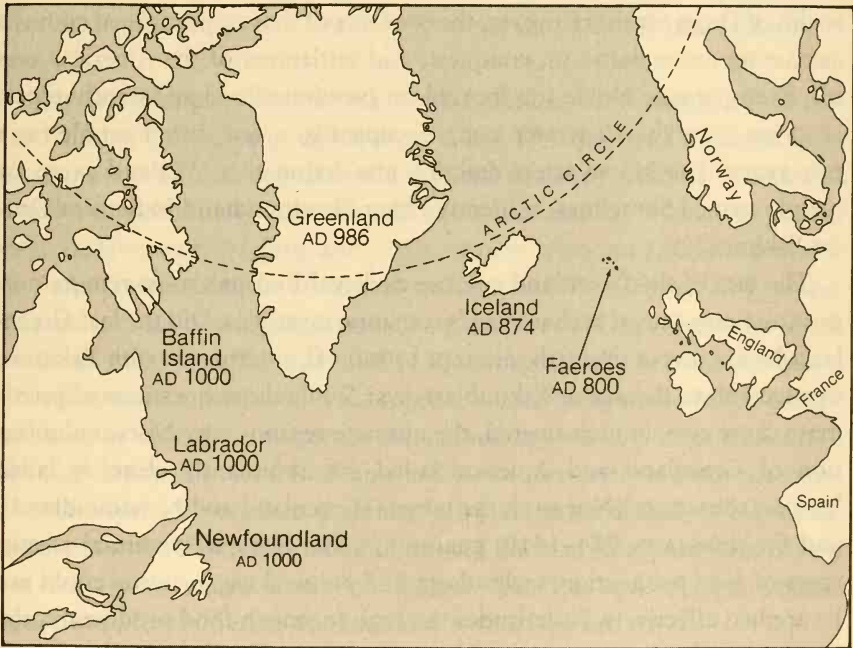 Greenland
AD 986
ARCTIC CIRCLE
Norway
Iceland
AD 874
Faeroes
AD 800
England
France
Spain
Baffin
Island
AD 1000
Labrador
AD 1000
Newfoundland
AD 1000